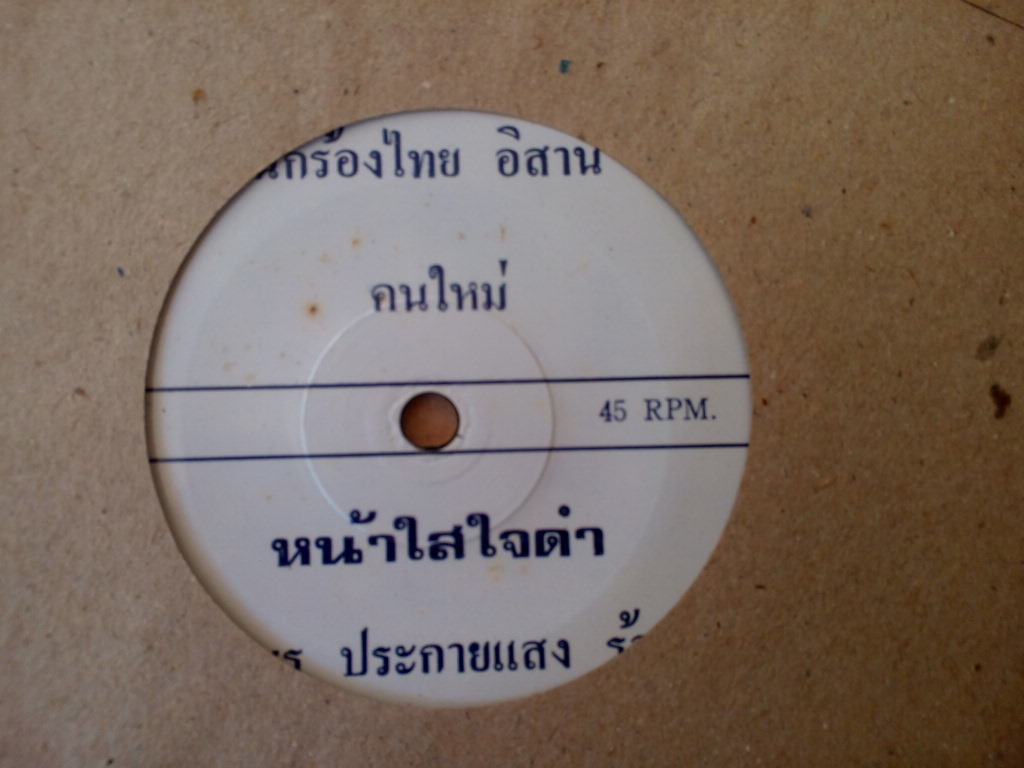 นักร้องไทย อิสาน
คนใหม่
45 RPM.
หน้าใสใจดำ
ประกายแสง